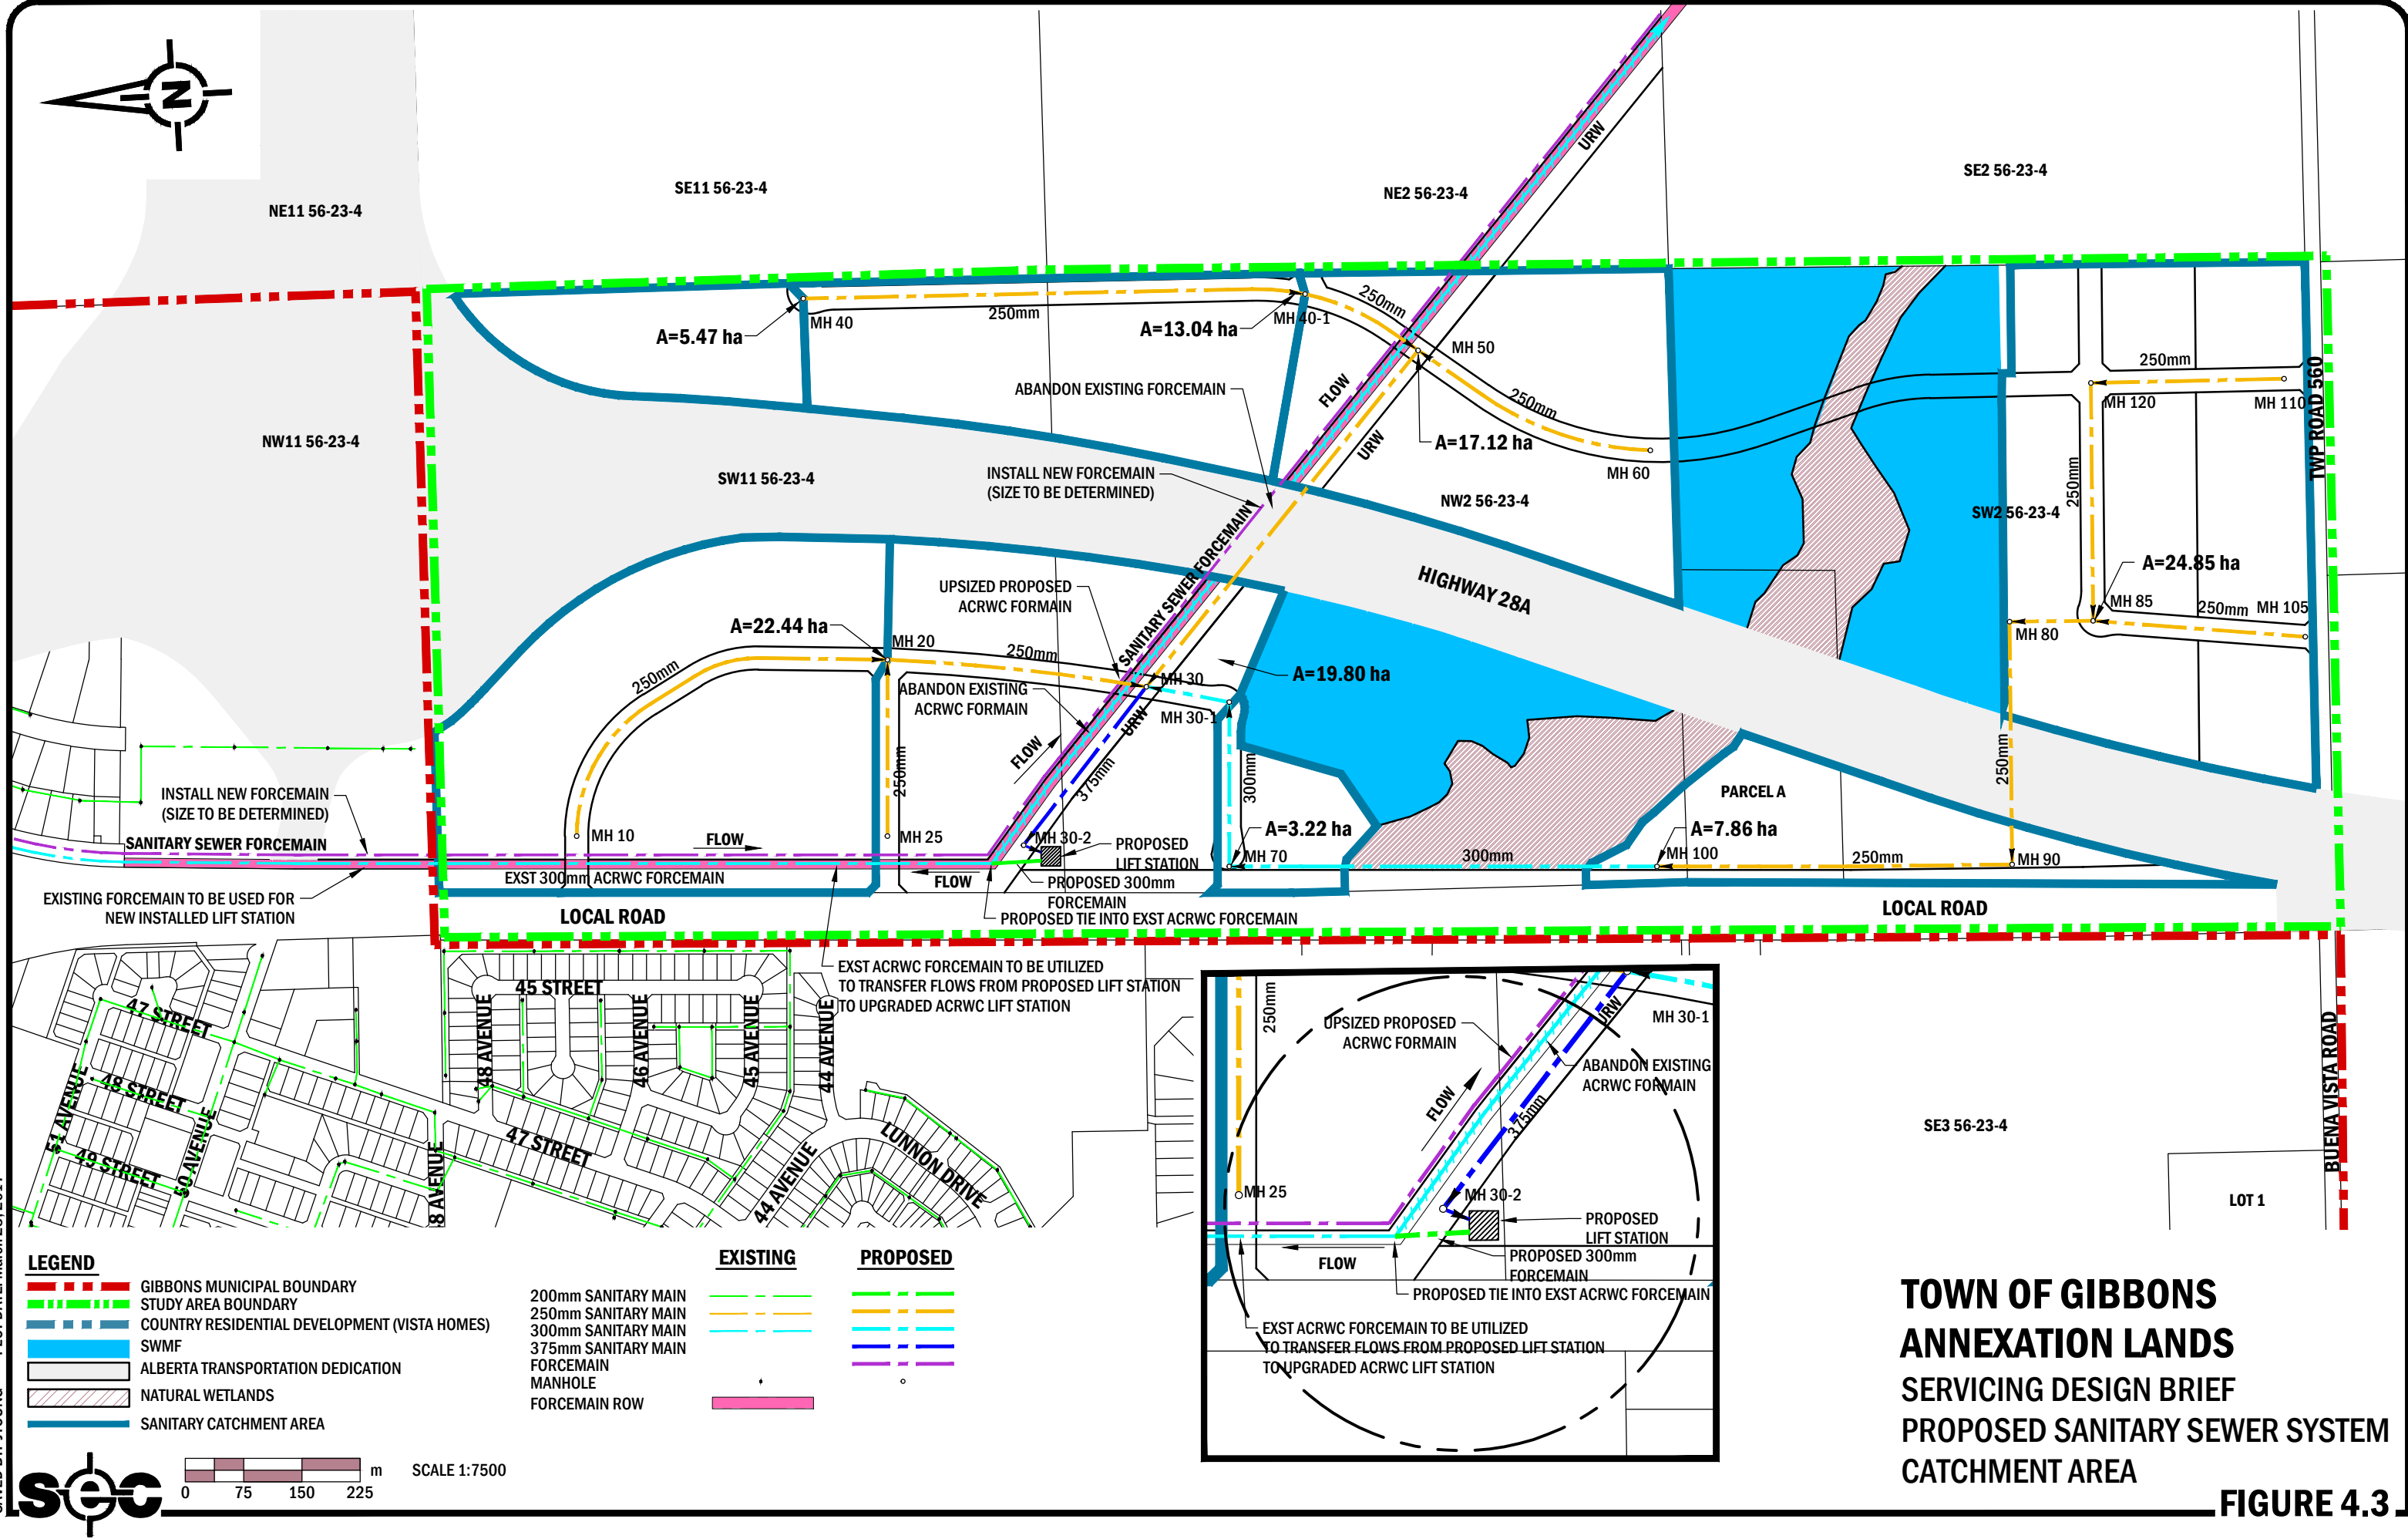 N
NE11 56-23-4
SE11 56-23-4
NE2 56-23-4
SE2 56-23-4
URW
A=5.47 ha
MH 40
250mm
A=13.04 ha
MH 40-1
250mm
MH 50
ABANDON EXISTING FORCEMAIN
FLOW
URW
250mm
A=17.12 ha
MH 60
250mm
MH 120
MH 110
TWP ROAD 560
NW11 56-23-4
SW11 56-23-4
INSTALL NEW FORCEMAIN
(SIZE TO BE DETERMINED)
NW2 56-23-4
SW2 56-23-4
250mm
A=24.85 ha
HIGHWAY 28A
SANITARY SEWER FORCEMAIN
UPSIZED PROPOSED
ACRWC FORMAIN
A=22.44 ha
MH 20
250mm
250mm
MH 85
250mm
MH 105
MH 80
A=19.80 ha
MH 30
ABANDON EXISTING
ACRWC FORMAIN
MH 30-1
URW
FLOW
375mm
250mm
300mm
250mm
PARCEL A
INSTALL NEW FORCEMAIN
(SIZE TO BE DETERMINED)
SANITARY SEWER FORCEMAIN
MH 10
FLOW
MH 25
MH 30-2
PROPOSED
LIFT STATION
A=3.22 ha
MH 70
300mm
A=7.86 ha
MH 100
250mm
MH 90
EXST 300mm ACRWC FORCEMAIN
FLOW
PROPOSED 300mm
FORCEMAIN
EXISTING FORCEMAIN TO BE USED FOR
NEW INSTALLED LIFT STATION
LOCAL ROAD
PROPOSED TIE INTO EXST ACRWC FORCEMAIN
LOCAL ROAD
EXST ACRWC FORCEMAIN TO BE UTILIZED
TO TRANSFER FLOWS FROM PROPOSED LIFT STATION
TO UPGRADED ACRWC LIFT STATION
45 STREET
47 STREET
48 AVENUE
46 AVENUE
45 AVENUE
44 AVENUE
51 AVENUE
48 STREET
49 STREET
50 AVENUE
8 AVENUE
47 STREET
44 AVENUE
LUNNON DRIVE
250mm
UPSIZED PROPOSED
ACRWC FORMAIN
URW
MH 30-1
ABANDON EXISTING
ACRWC FORMAIN
FLOW
375mm
MH 25
MH 30-2
PROPOSED
LIFT STATION
FLOW
PROPOSED 300mm
FORCEMAIN
PROPOSED TIE INTO EXST ACRWC FORCEMAIN
EXST ACRWC FORCEMAIN TO BE UTILIZED
TO TRANSFER FLOWS FROM PROPOSED LIFT STATION
TO UPGRADED ACRWC LIFT STATION
SE3 56-23-4
BUENA VISTA ROAD
LOT 1
LEGEND
GIBBONS MUNICIPAL BOUNDARY
STUDY AREA BOUNDARY
COUNTRY RESIDENTIAL DEVELOPMENT (VISTA HOMES)
SWMF
ALBERTA TRANSPORTATION DEDICATION
NATURAL WETLANDS
SANITARY CATCHMENT AREA
EXISTING
PROPOSED
200mm SANITARY MAIN
250mm SANITARY MAIN
300mm SANITARY MAIN
375mm SANITARY MAIN
FORCEMAIN
MANHOLE
FORCEMAIN ROW
sec
m
SCALE 1:7500
0 75 150 225
TOWN OF GIBBONS
ANNEXATION LANDS
SERVICING DESIGN BRIEF
PROPOSED SANITARY SEWER SYSTEM
CATCHMENT AREA
FIGURE 4.3